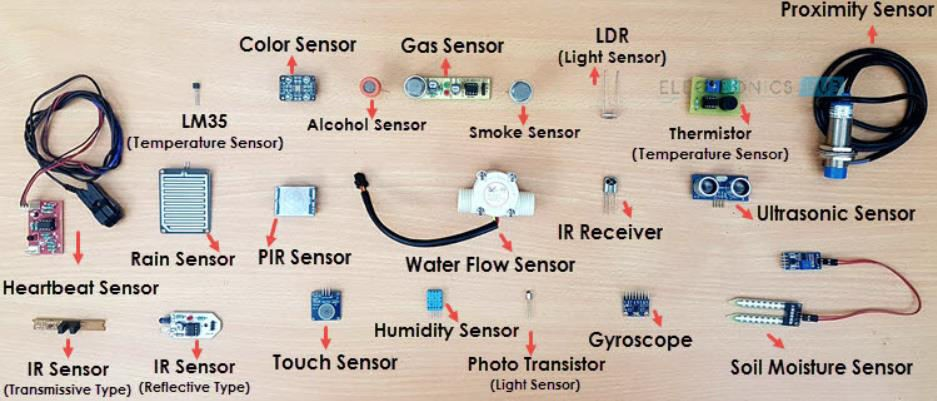 Proximity Sensor
Color Sensor
Gas Sensor
LDR
(Light Sensor)
ELECTRONICS HUB
LM35
(Temperature Sensor)
Alcohol Sensor
Smoke Sensor
Thermistor
(Temperature Sensor)
Heartbeat Sensor
Rain Sensor
PIR Sensor
Water Flow Sensor
IR Receiver
Ultrasonic Sensor
IR Sensor
(Transmissive Type)
IR Sensor
(Reflective Type)
Touch Sensor
Humidity Sensor
Photo Transistor
(Light Sensor)
Gyroscope
Soil Moisture Sensor